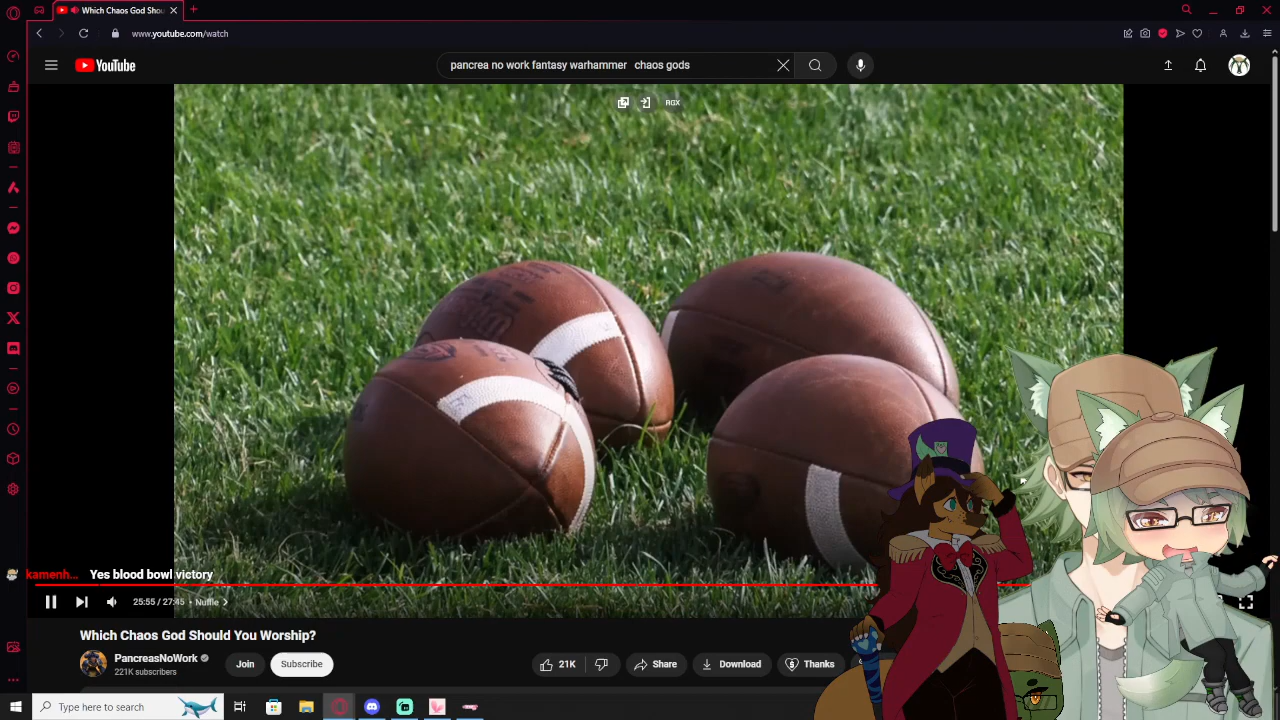 Which Chaos God Shou
www.youtube.com/watch
YouTube
pancrea no work fantasy warhammer chaos gods
RGX
kamenh... Yes blood bowl victory
25:55 / 27:45 • Nuffle
Which Chaos God Should You Worship?
PancreasNoWork
221K subscribers
Join
Subscribe
21K
Share
Download
Thanks
Type here to search